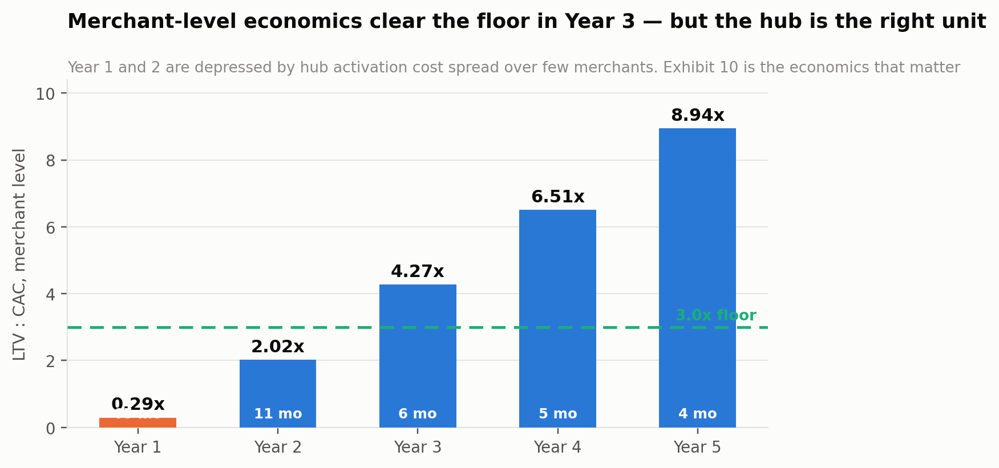 Merchant-level economics clear the floor in Year 3 — but the hub is the right unit
Year 1 and 2 are depressed by hub activation cost spread over few merchants. Exhibit 10 is the economics that matter
LTV : CAC, merchant level
10
8
6
4
2
0
0.29x
2.02x
4.27x
6.51x
8.94x
3.0x floor
11 mo
6 mo
5 mo
4 mo
Year 1
Year 2
Year 3
Year 4
Year 5